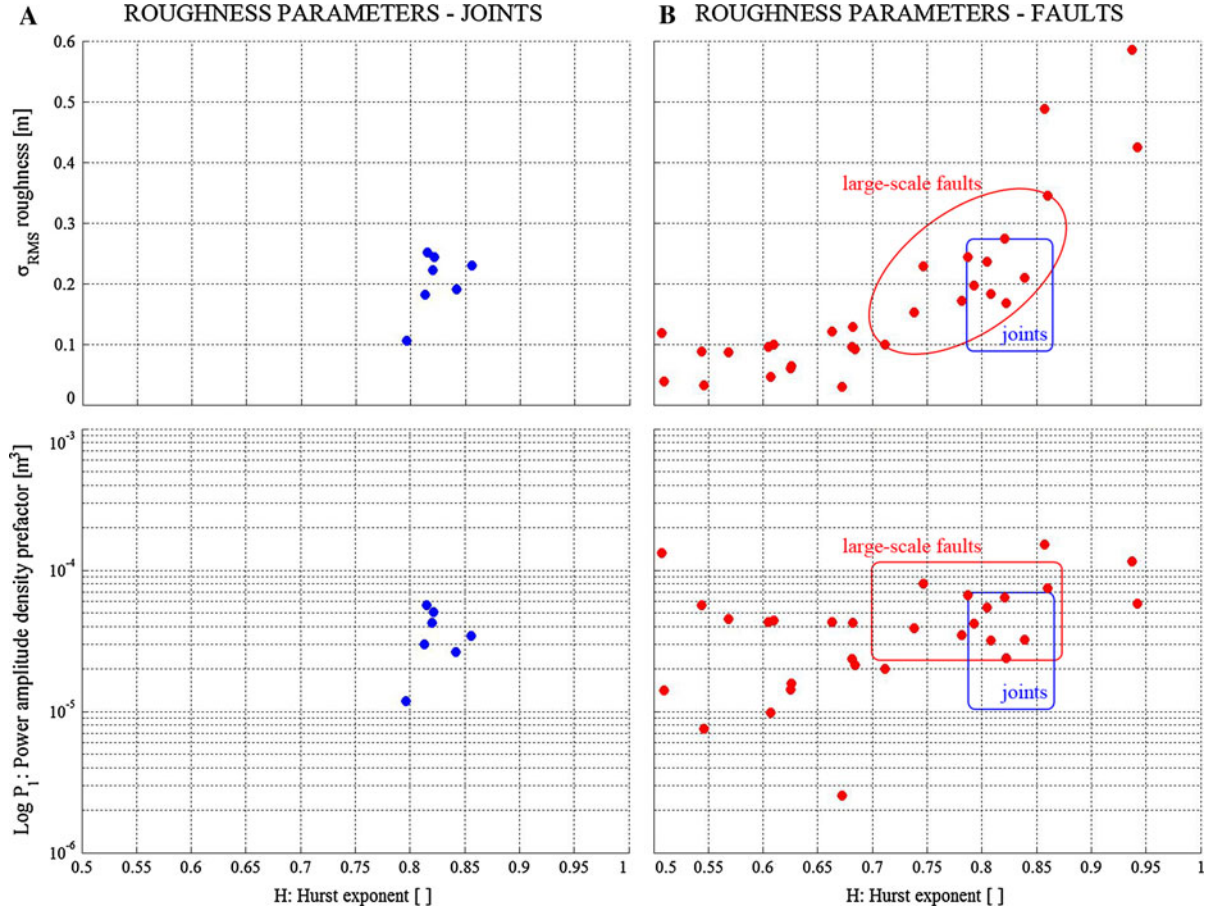 A ROUGHNESS PARAMETERS - JOINTS
B ROUGHNESS PARAMETERS - FAULTS
σRMS roughness [m]
0.6
0.5
0.4
0.3
0.2
0.1
0
large-scale faults
joints
Log P1: Power amplitude density prefactor [m³]
10⁻³
10⁻⁴
10⁻⁵
10⁻⁶
large-scale faults
joints
0.5 0.55 0.6 0.65 0.7 0.75 0.8 0.85 0.9 0.95 1
H: Hurst exponent [ ]
0.5 0.55 0.6 0.65 0.7 0.75 0.8 0.85 0.9 0.95 1
H: Hurst exponent [ ]